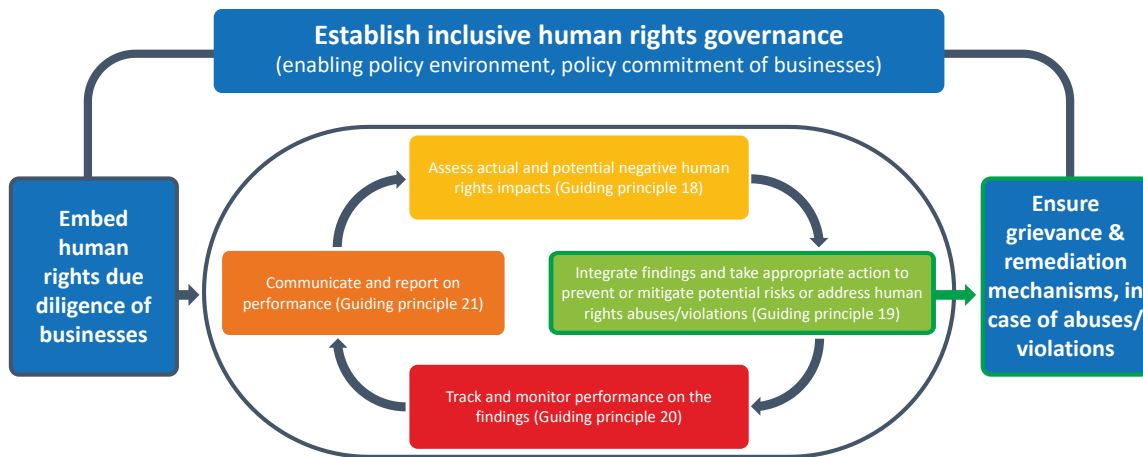 Establish inclusive human rights governance
(enabling policy environment, policy commitment of businesses)
Embed
human
rights due
diligence of
businesses
Assess actual and potential negative human
rights impacts (Guiding principle 18)
Communicate and report on
performance (Guiding principle 21)
Integrate findings and take appropriate action to
prevent or mitigate potential risks or address human
rights abuses/violations (Guiding principle 19)
Track and monitor performance on the
findings (Guiding principle 20)
Ensure
grievance &
remediation
mechanisms, in
case of abuses/
violations